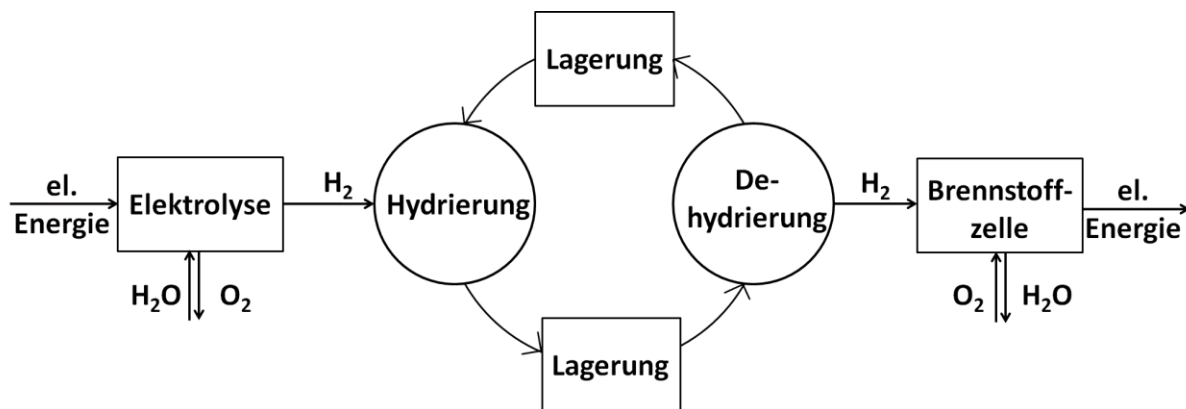 Lagerung
el.
Energie
Elektrolyse
H₂
Hydrierung
De-
hydrierung
H₂
Brennstoff-
zelle
el.
Energie
H₂O
O₂
O₂
H₂O
Lagerung